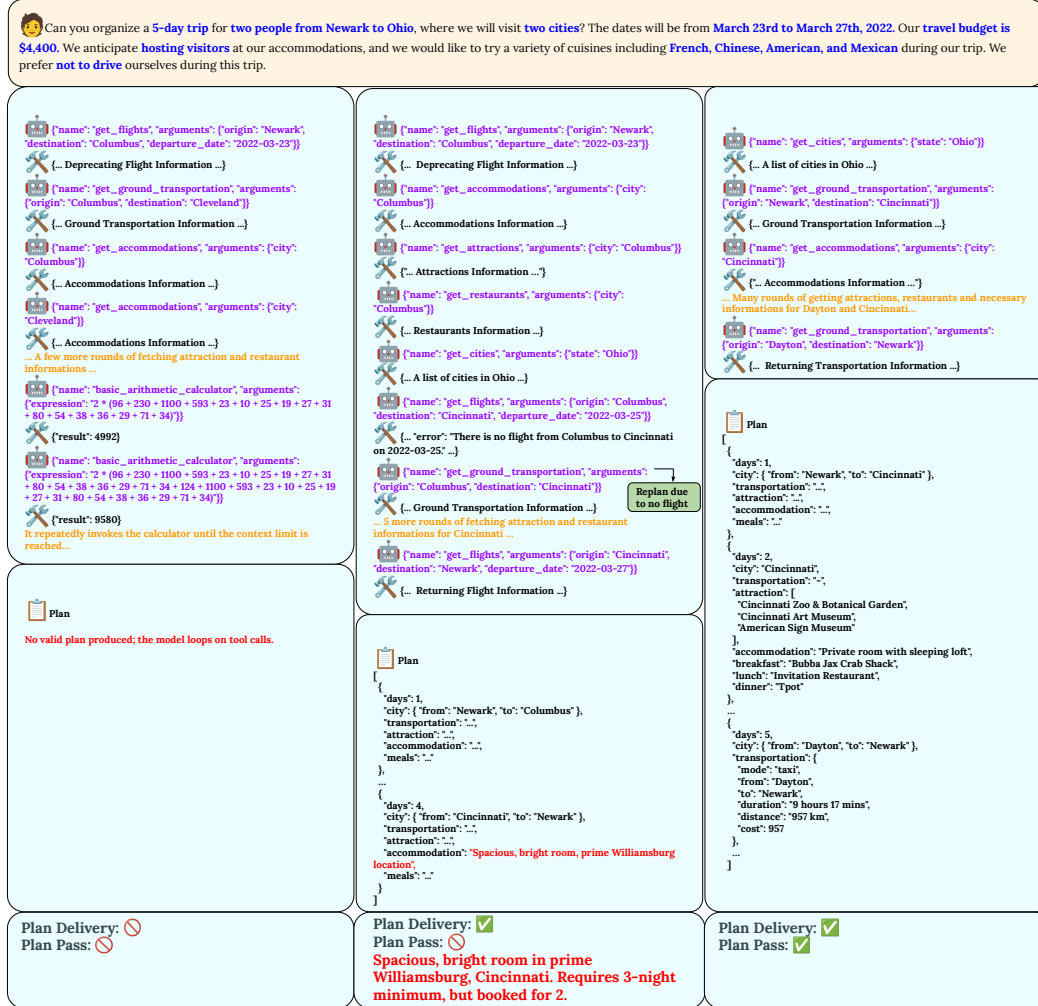 Can you organize a 5-day trip for two people from Newark to Ohio, where we will visit two cities? The dates will be from March 23rd to March 27th, 2022. Our travel budget is
$4,400. We anticipate hosting visitors at our accommodations, and we would like to try a variety of cuisines including French, Chinese, American, and Mexican during our trip. We
prefer not to drive ourselves during this trip.
{"name": "get_flights", "arguments": {"origin": "Newark",
"destination": "Columbus", "departure_date": "2022-03-23"}}
{... Deprecating Flight Information ...}
{"name": "get_ground_transportation", "arguments":
{"origin": "Columbus", "destination": "Cleveland"}}
{... Ground Transportation Information ...}
{"name": "get_accommodations", "arguments": {"city":
"Columbus"}}
{... Accommodations Information ...}
{"name": "get_accommodations", "arguments": {"city":
"Cleveland"}}
{... Accommodations Information ...}
... A few more rounds of fetching attraction and restaurant
informations ...
{"name": "basic_arithmetic_calculator", "arguments":
{"expression": "2 * (96 + 230 + 1100 + 593 + 23 + 10 + 25 + 19 + 27 + 31
+ 80 + 54 + 38 + 36 + 29 + 71 + 34)"}}
{"result": 4992}
{"name": "basic_arithmetic_calculator", "arguments":
{"expression": "2 * (96 + 230 + 1100 + 593 + 23 + 10 + 25 + 19 + 27 + 31
+ 80 + 54 + 38 + 36 + 29 + 71 + 34 + 124 + 1100 + 593 + 23 + 10 + 25 + 19
+ 27 + 31 + 80 + 54 + 38 + 36 + 29 + 71 + 34)"}}
{"result": 9580}
It repeatedly invokes the calculator until the context limit is
reached...
Plan
No valid plan produced; the model loops on tool calls.
Plan Delivery:
Plan Pass:
{"name": "get_flights", "arguments": {"origin": "Newark",
"destination": "Columbus", "departure_date": "2022-03-23"}}
{... Deprecating Flight Information ...}
{"name": "get_accommodations", "arguments": {"city":
"Columbus"}}
{... Accommodations Information ...}
{"name": "get_attractions", "arguments": {"city": "Columbus"}}
{"... Attractions Information ..."}
{"name": "get_restaurants", "arguments": {"city":
"Columbus"}}
{... Restaurants Information ...}
{"name": "get_cities", "arguments": {"state": "Ohio"}}
{... A list of cities in Ohio ...}
{"name": "get_flights", "arguments": {"origin": "Columbus",
"destination": "Cincinnati", "departure_date": "2022-03-25"}}
{... "error": "There is no flight from Columbus to Cincinnati
on 2022-03-25." ...}
{"name": "get_ground_transportation", "arguments":
{"origin": "Columbus", "destination": "Cincinnati"}}
Replan due
to no flight
{... Ground Transportation Information ...}
... 5 more rounds of fetching attraction and restaurant
informations for Cincinnati ...
{"name": "get_flights", "arguments": {"origin": "Cincinnati",
"destination": "Newark", "departure_date": "2022-03-27"}}
{... Returning Flight Information ...}
Plan
[
{
"days": 1,
"city": { "from": "Newark", "to": "Columbus" },
"transportation": "...",
"attraction": "...",
"accommodation": "...",
"meals": "..."
},
...
{
"days": 4,
"city": { "from": "Cincinnati", "to": "Newark" },
"transportation": "...",
"attraction": "...",
"accommodation": "Spacious, bright room, prime Williamsburg
location",
"meals": "..."
}
]
Plan Delivery:
Plan Pass:
Spacious, bright room in prime
Williamsburg, Cincinnati. Requires 3-night
minimum, but booked for 2.
{"name": "get_cities", "arguments": {"state": "Ohio"}}
{... A list of cities in Ohio ...}
{"name": "get_ground_transportation", "arguments":
{"origin": "Newark", "destination": "Cincinnati"}}
{... Ground Transportation Information ...}
{"name": "get_accommodations", "arguments": {"city":
"Cincinnati"}}
{"... Accommodations Information ..."}
... Many rounds of getting attractions, restaurants and necessary
informations for Dayton and Cincinnati...
{"name": "get_ground_transportation", "arguments":
{"origin": "Dayton", "destination": "Newark"}}
{... Returning Transportation Information ...}
Plan
[
{
"days": 1,
"city": { "from": "Newark", "to": "Cincinnati" },
"transportation": "...",
"attraction": "...",
"accommodation": "...",
"meals": "..."
},
{
"days": 2,
"city": "Cincinnati",
"transportation": "-",
"attraction": [
"Cincinnati Zoo & Botanical Garden",
"Cincinnati Art Museum",
"American Sign Museum"
],
"accommodation": "Private room with sleeping loft",
"breakfast": "Bubba Jax Crab Shack",
"lunch": "Invitation Restaurant",
"dinner": "Tpot"
},
...
{
"days": 5,
"city": { "from": "Dayton", "to": "Newark" },
"transportation": {
"mode": "taxi",
"from": "Dayton",
"to": "Newark",
"duration": "9 hours 17 mins",
"distance": "957 km",
"cost": 957
},
...
]
Plan Delivery:
Plan Pass: